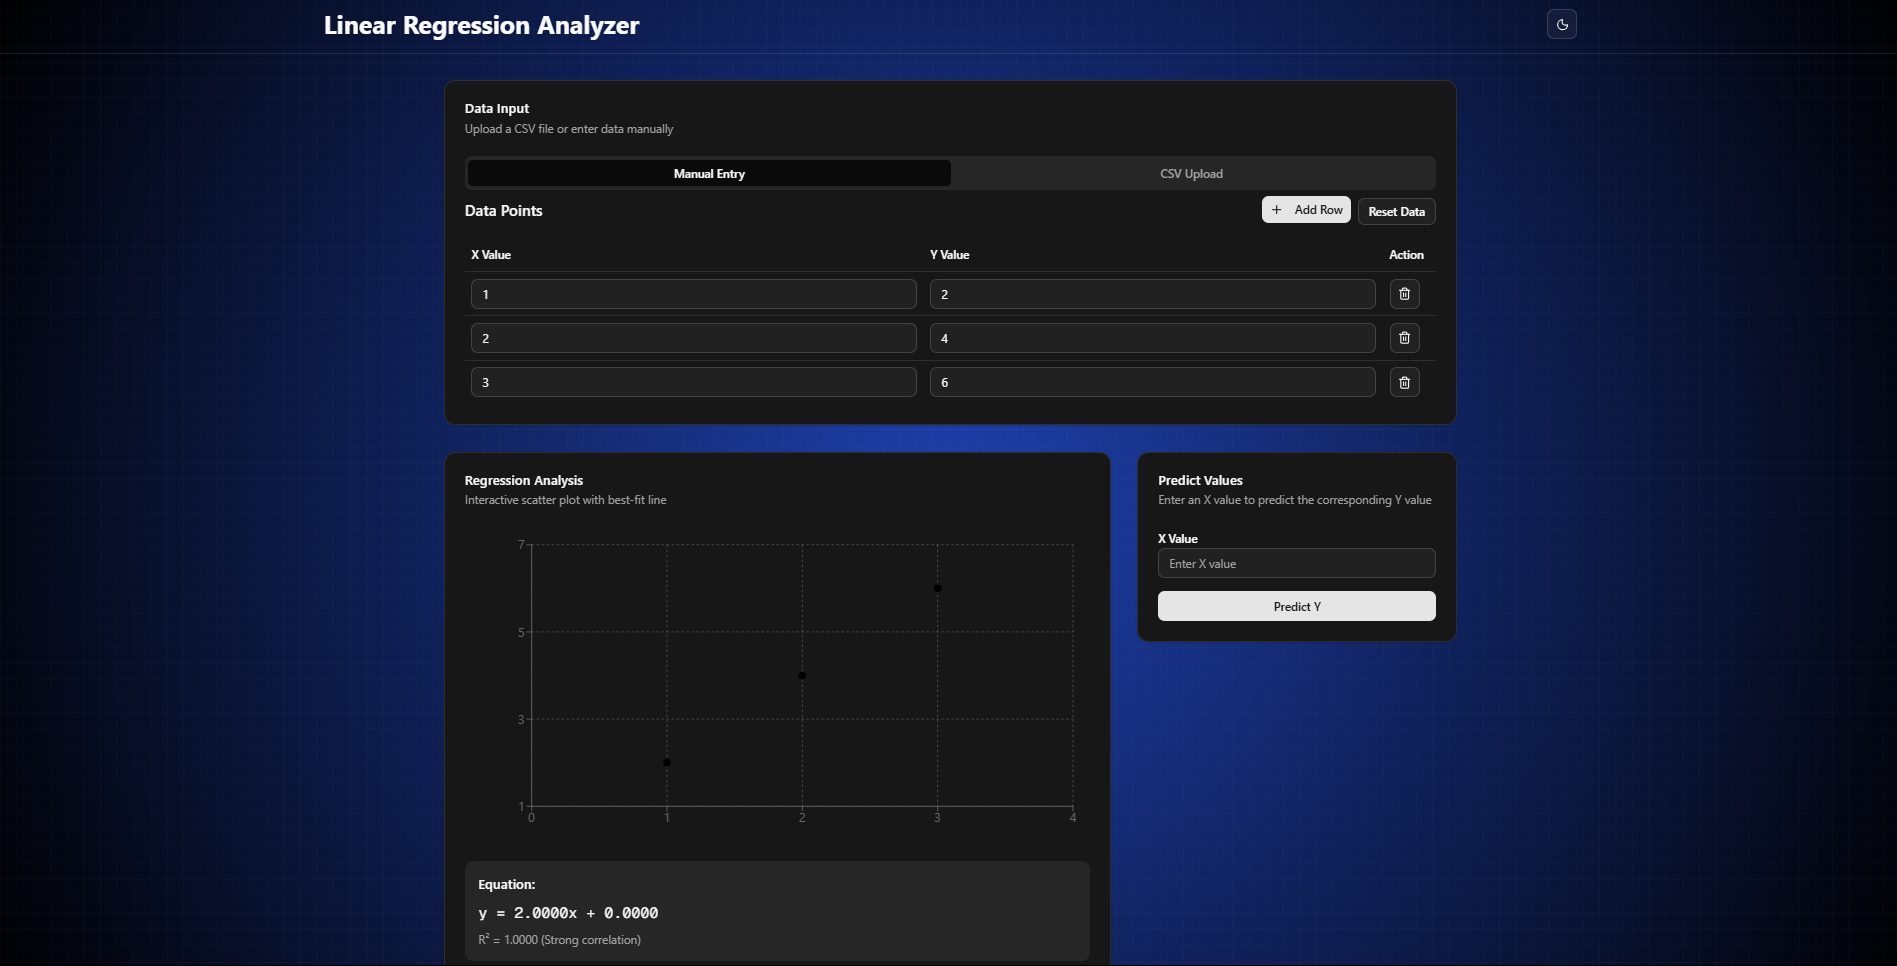 Linear Regression Analyzer
Data Input
Upload a CSV file or enter data manually
Manual Entry
CSV Upload
Data Points
+ Add Row
Reset Data
X Value
Y Value
Action
1
2
2
4
3
6
Regression Analysis
Interactive scatter plot with best-fit line
7
5
3
1
0
1
2
3
4
Equation:
y = 2.0000x + 0.0000
R² = 1.0000 (Strong correlation)
Predict Values
Enter an X value to predict the corresponding Y value
X Value
Enter X value
Predict Y